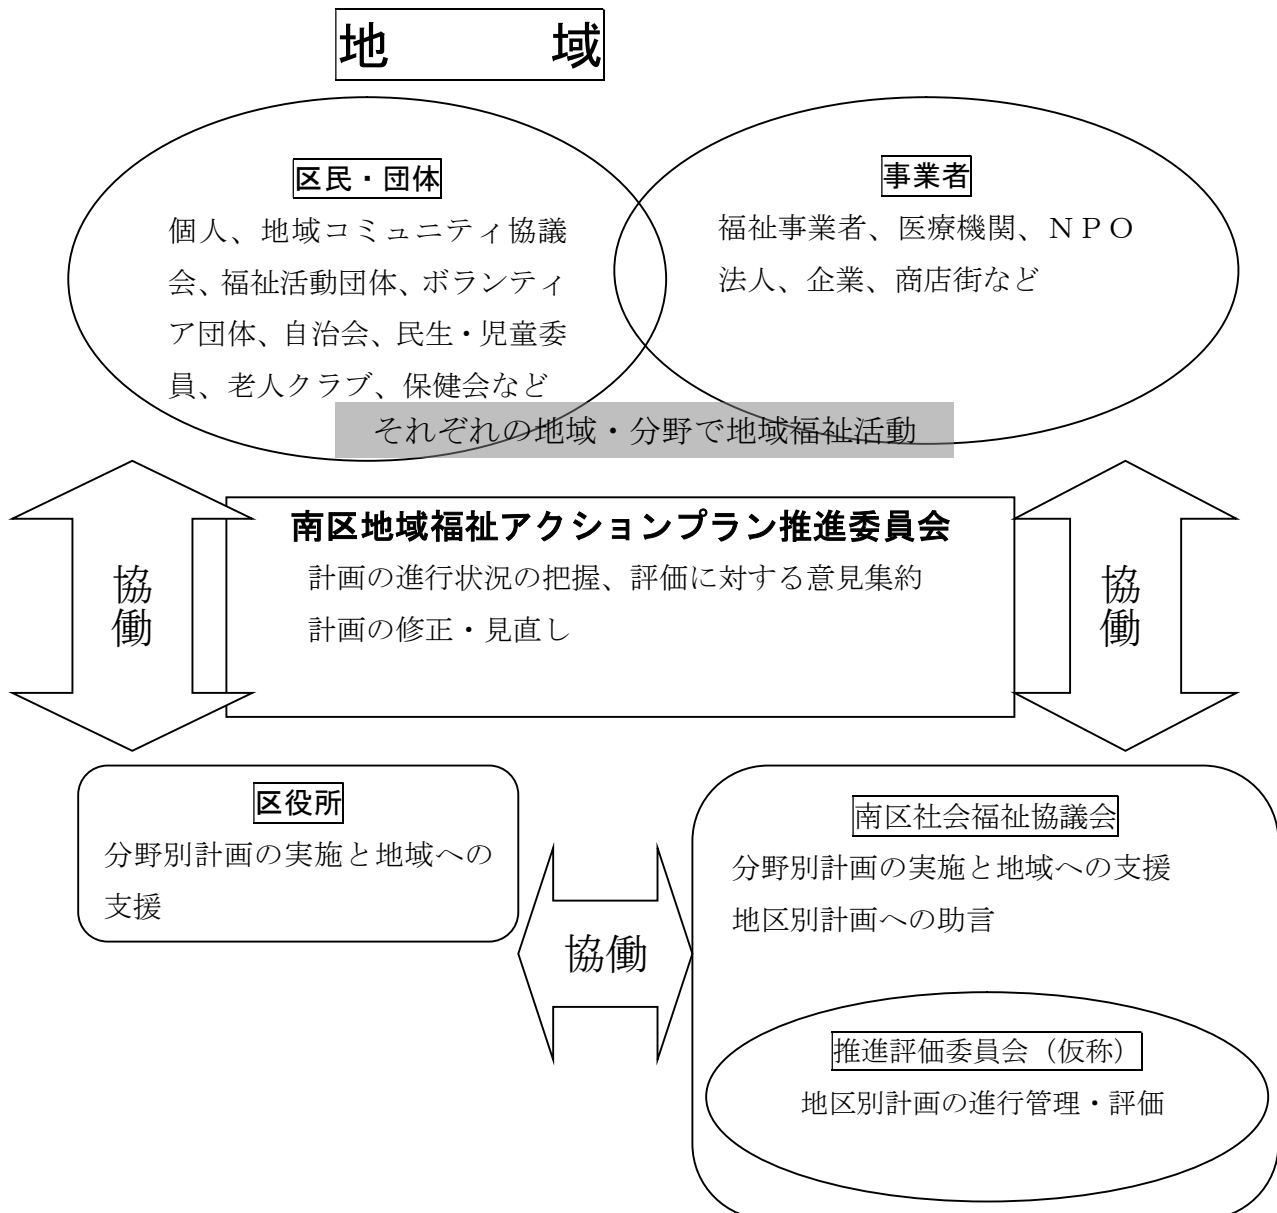 地　　域
区民・団体
個人、地域コミュニティ協議
会、福祉活動団体、ボランティ
ア団体、自治会、民生・児童委
員、老人クラブ、保健会など
事業者
福祉事業者、医療機関、ＮＰＯ
法人、企業、商店街など
それぞれの地域・分野で地域福祉活動
協働
南区地域福祉アクションプラン推進委員会
計画の進行状況の把握、評価に対する意見集約
計画の修正・見直し
協働
区役所
分野別計画の実施と地域への
支援
協働
南区社会福祉協議会
分野別計画の実施と地域への支援
地区別計画への助言
推進評価委員会（仮称）
地区別計画の進行管理・評価